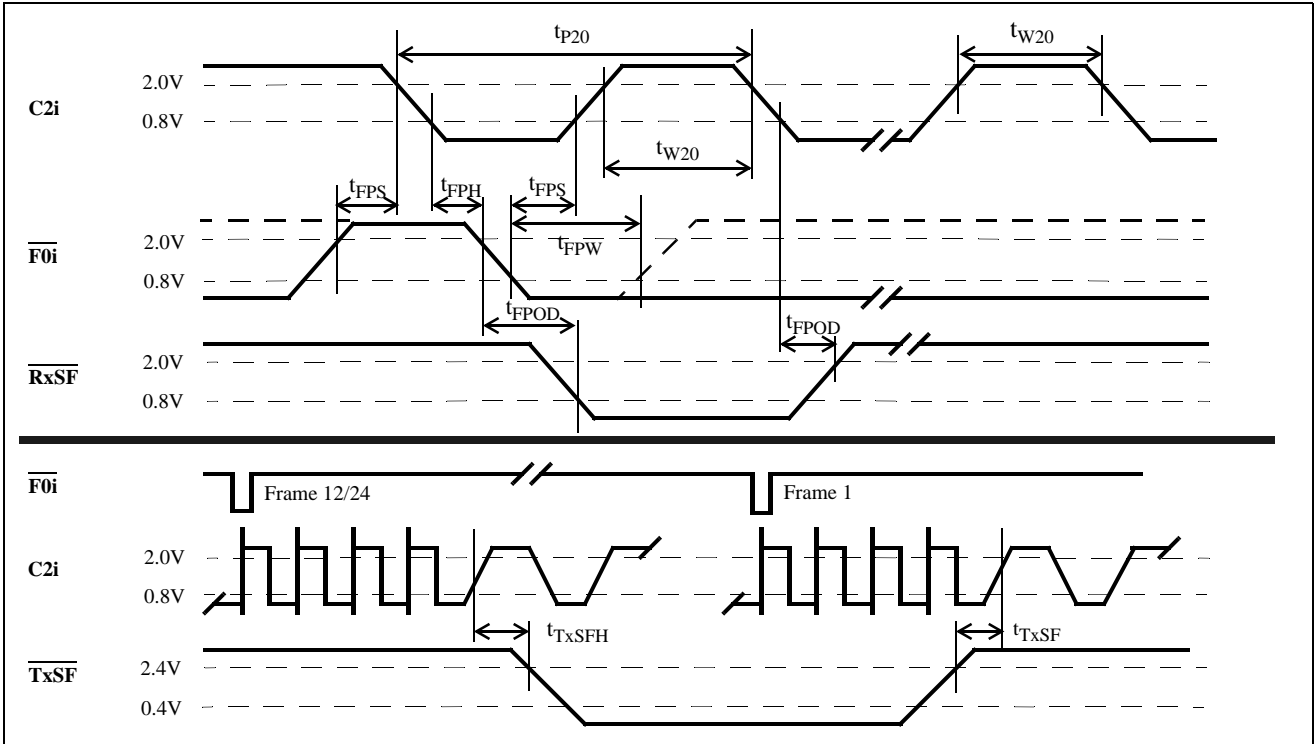 tP20
tW20
2.0V
C2i
0.8V
tW20
tFPS
tFPH
tFPS
2.0V
tFPW
F0i
0.8V
tFPOD
tFPOD
2.0V
RxSF
0.8V
F0i
Frame 12/24
Frame 1
2.0V
C2i
0.8V
tTxSFH
tTxSF
2.4V
TxSF
0.4V